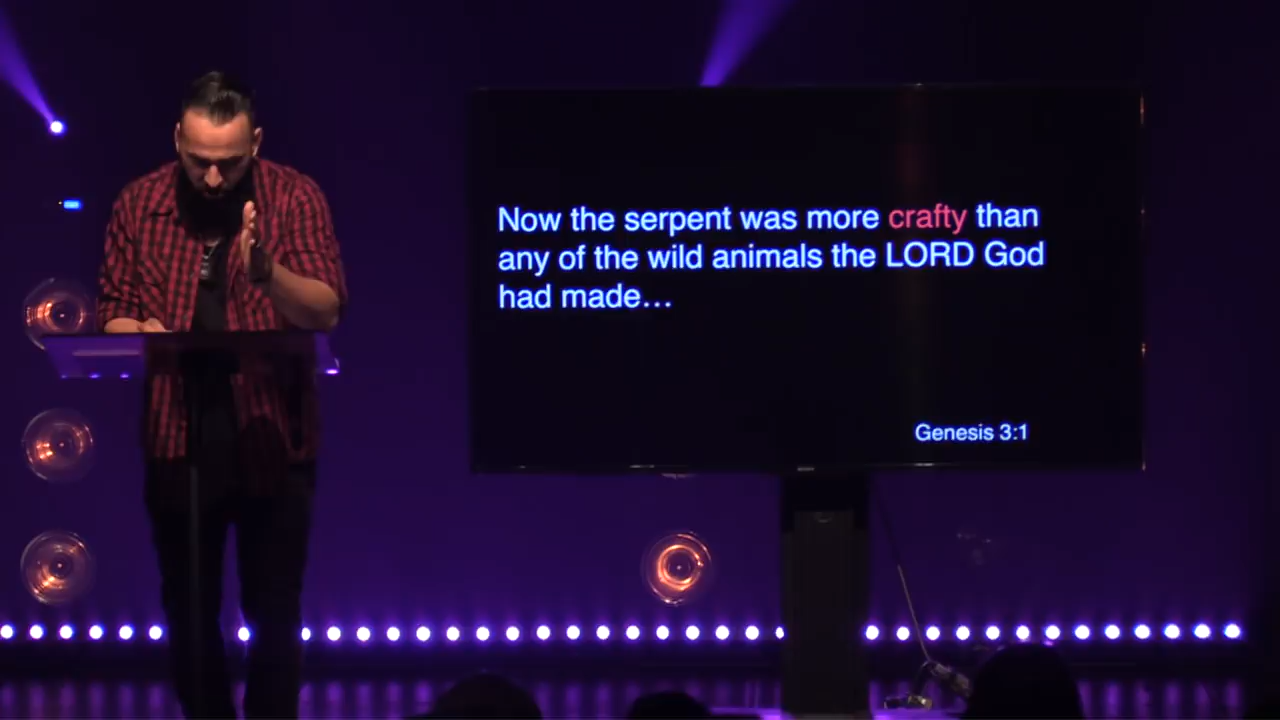 Now the serpent was more crafty than
any of the wild animals the LORD God
had made…
Genesis 3:1